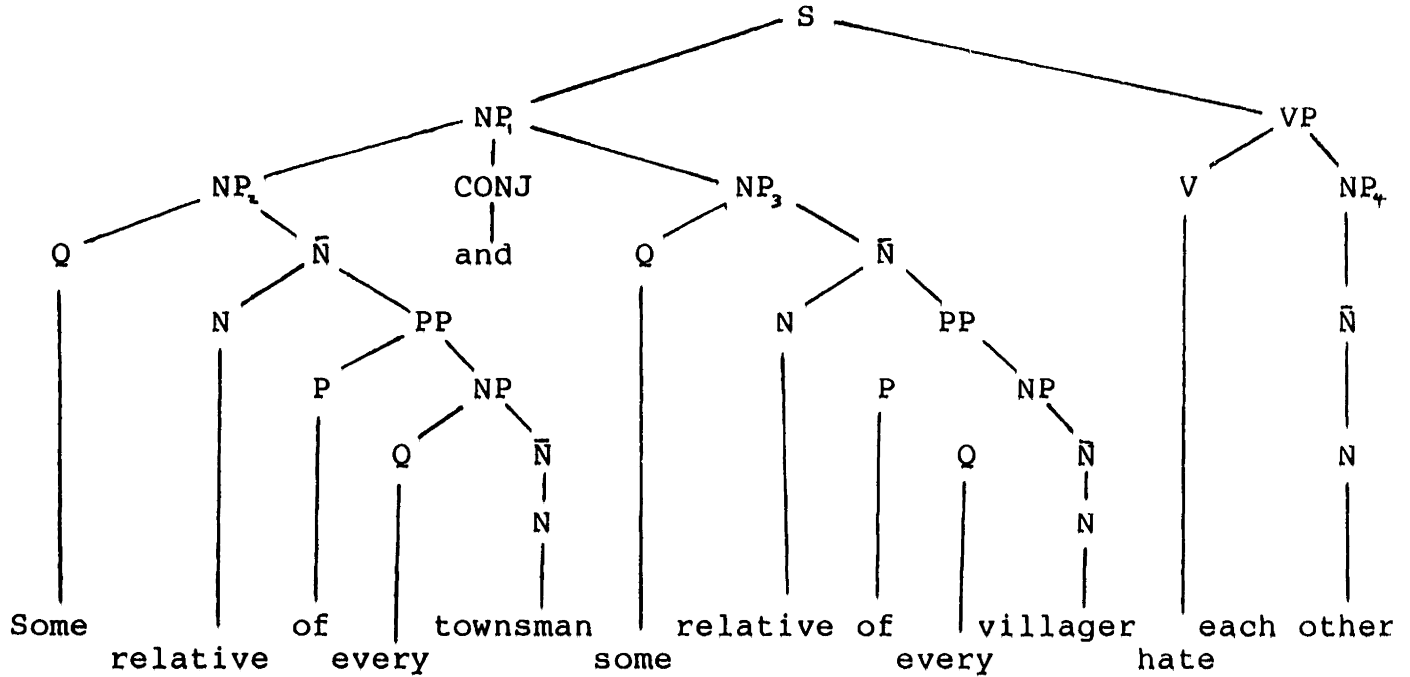 S
NP₁ VP
NP₂ CONJ NP₃ V NP₄
Q N̄ and Q N̄
N PP N PP N̄
P NP P NP
Q N̄ Q N̄ N
N N
Some of townsman relative of villager each other
relative every some every hate